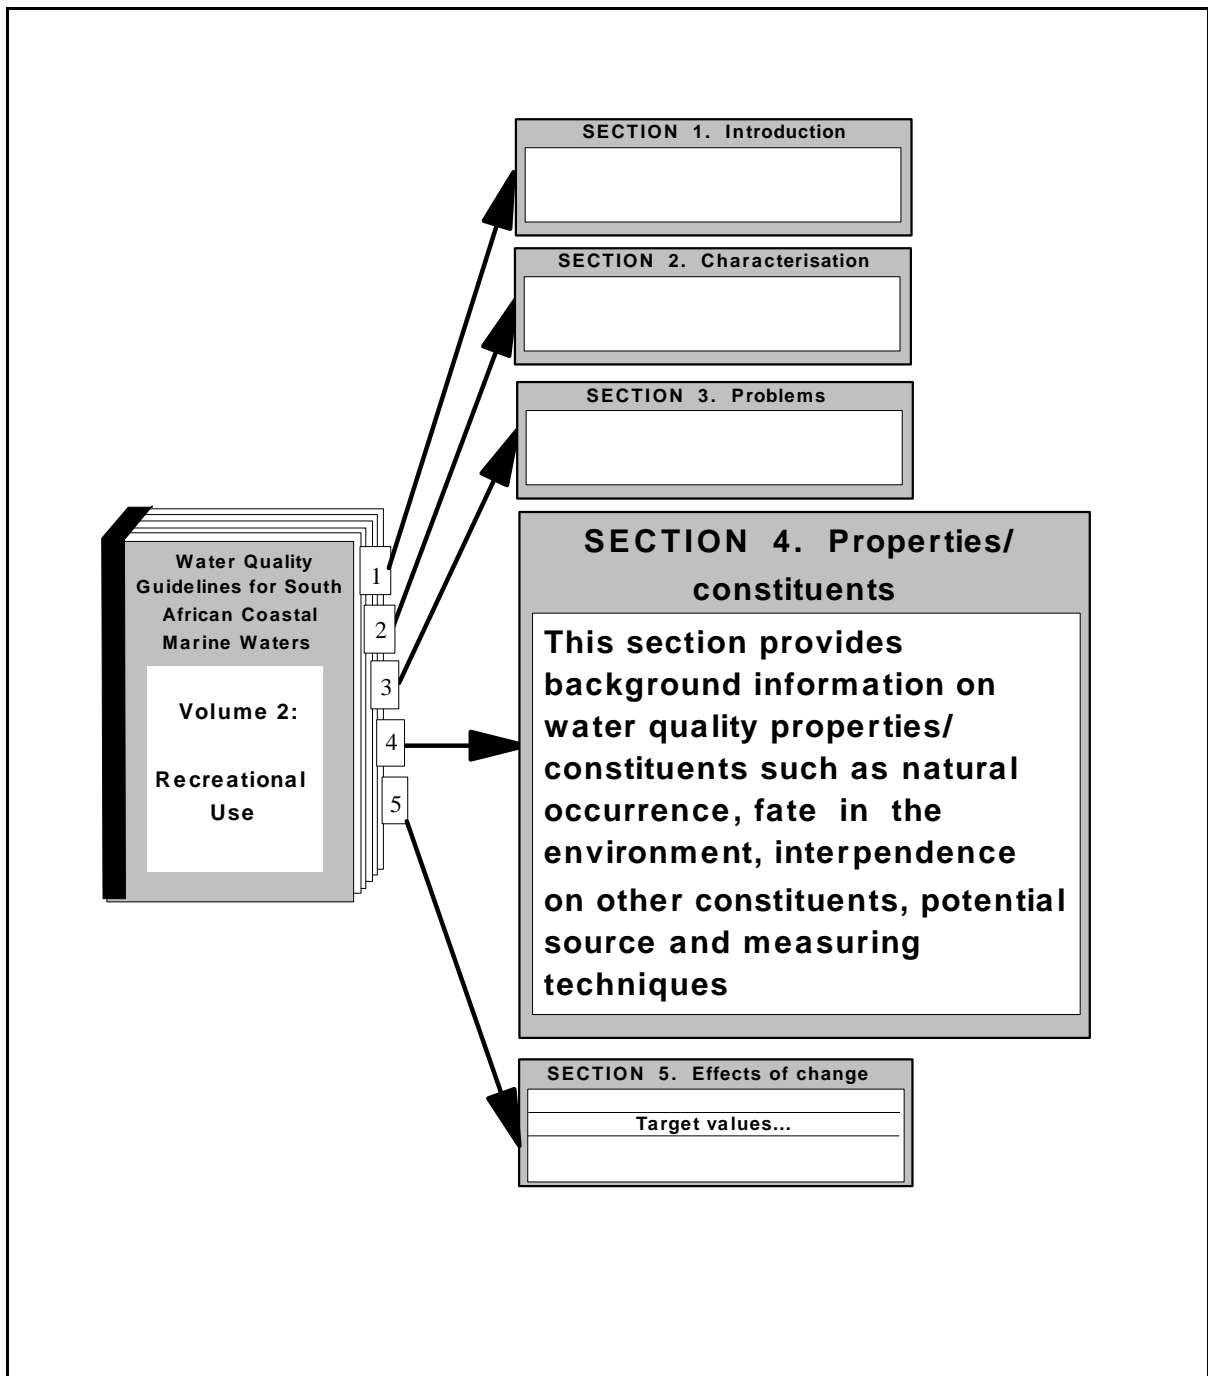 SECTION 1. Introduction
SECTION 2. Characterisation
SECTION 3. Problems
Water Quality
Guidelines for South
African Coastal
Marine Waters
Volume 2:
Recreational
Use
1
2
3
4
5
SECTION 4. Properties/
constituents
This section provides
background information on
water quality properties/
constituents such as natural
occurrence, fate in the
environment, interpendence
on other constituents, potential
source and measuring
techniques
SECTION 5. Effects of change
Target values...